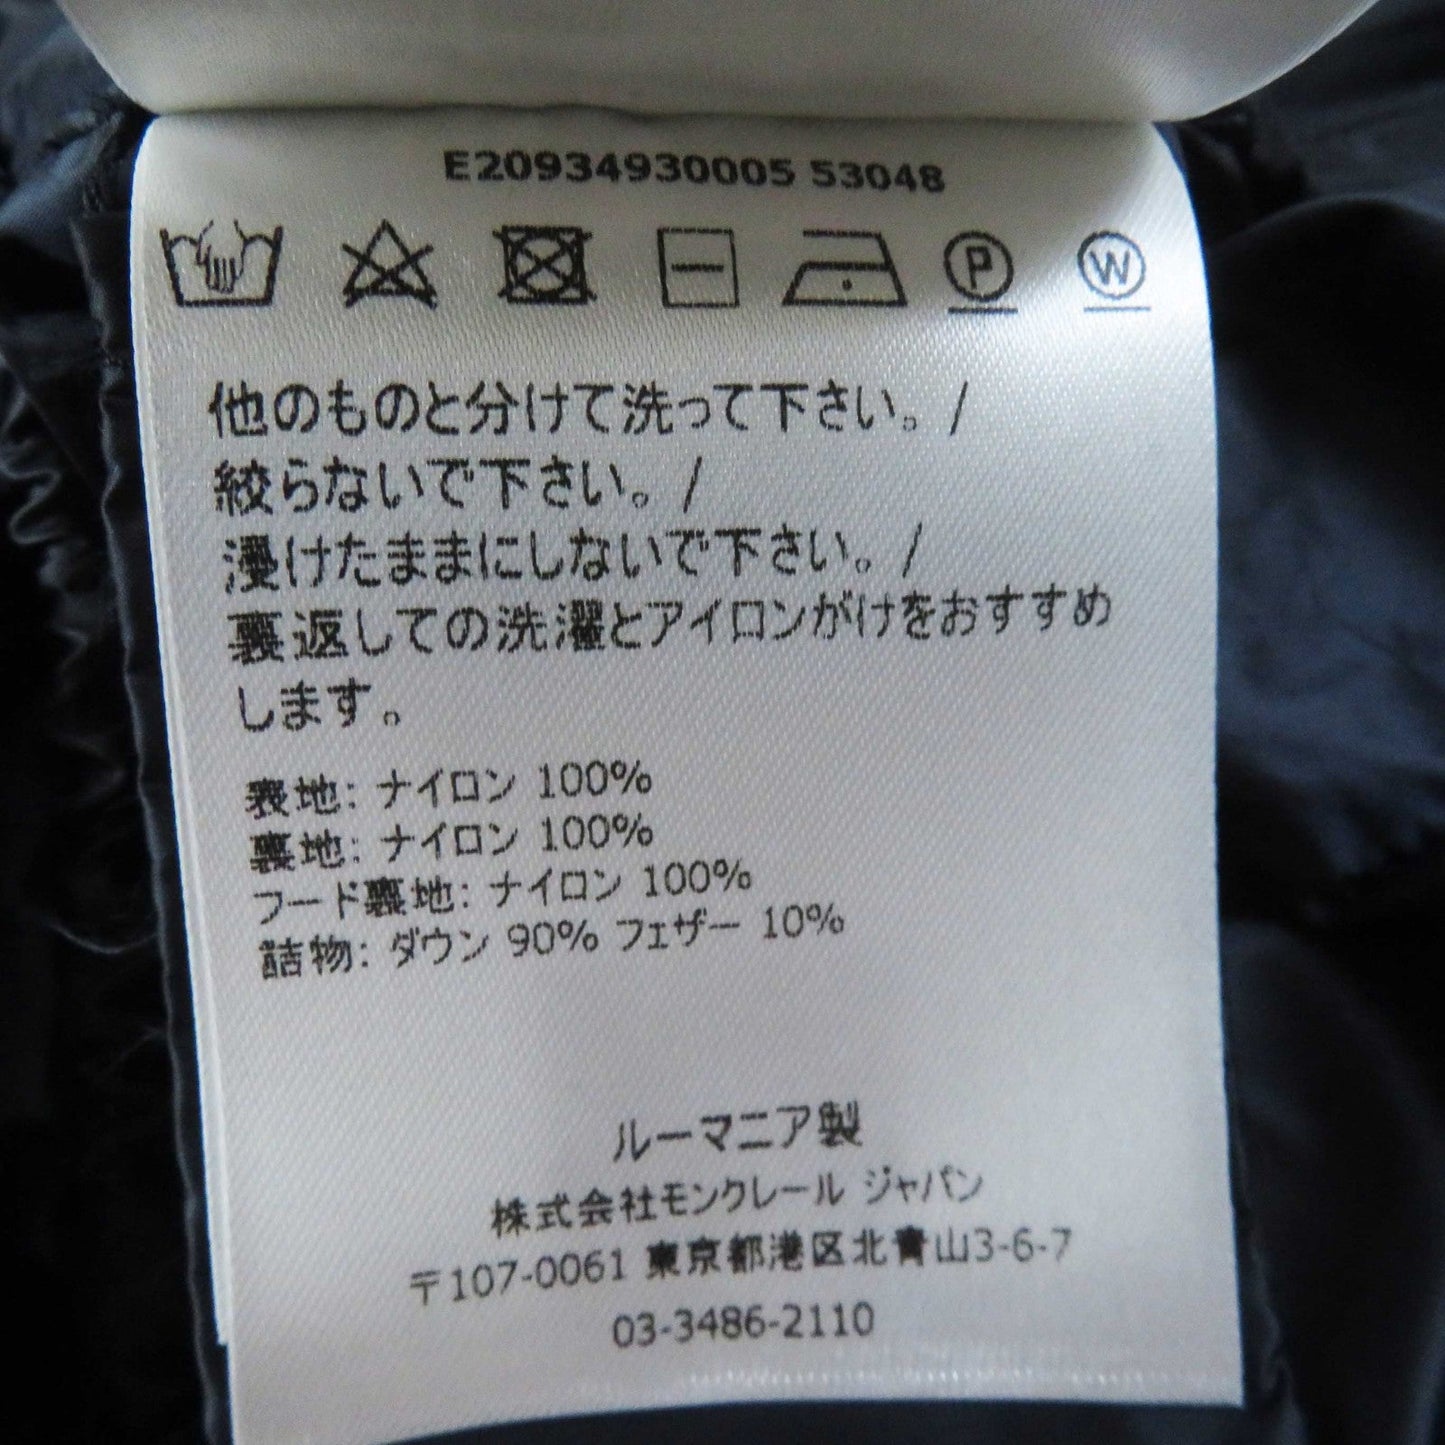 E20934930005 53048
P W
他のものと分けて洗って下さい。/
絞らないで下さい。/
浸けたままにしないで下さい。/
裏返しての洗濯とアイロンがけをおすすめ
します。
表地: ナイロン 100%
裏地: ナイロン 100%
フード裏地: ナイロン 100%
詰物: ダウン 90% フェザー 10%
ルーマニア製
株式会社モンクレール ジャパン
〒107-0061 東京都港区北青山3-6-7
03-3486-2110